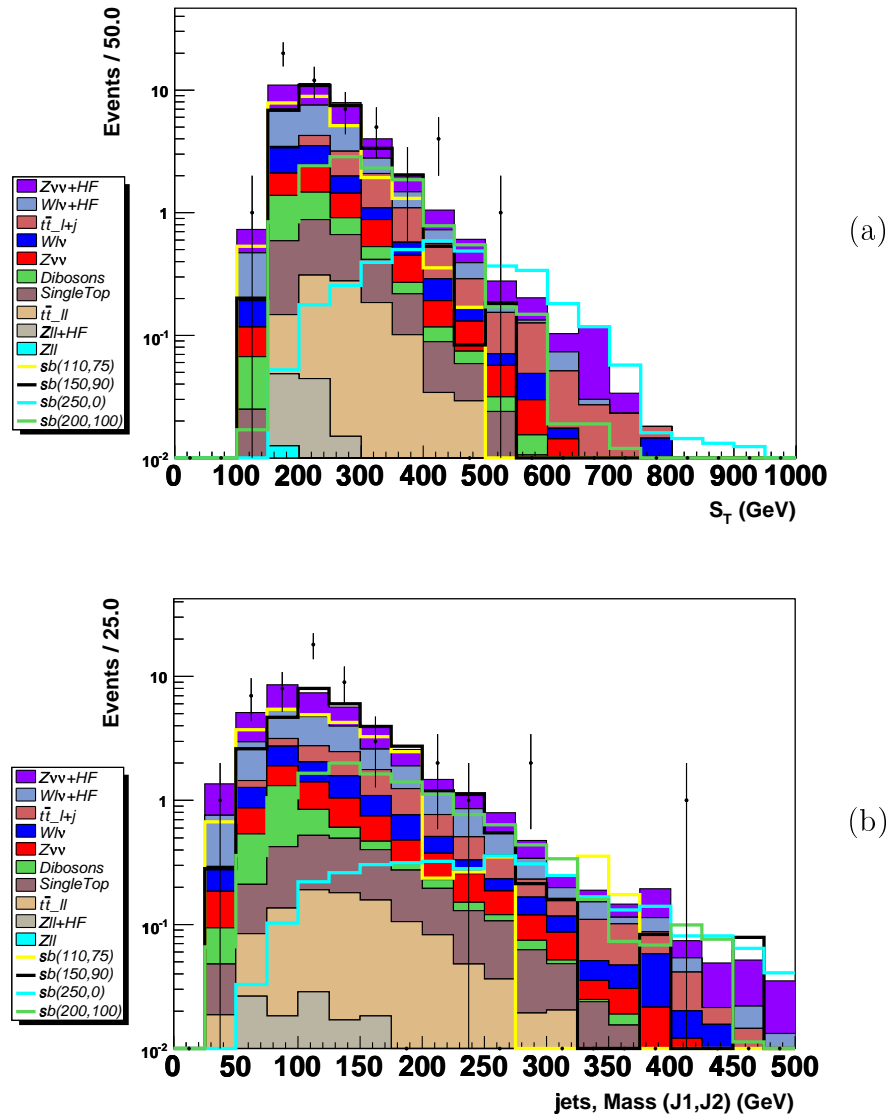 Events / 50.0
10
1
10⁻¹
10⁻²
0 100 200 300 400 500 600 700 800 900 1000
S_T (GeV)
Zνν+HF
Wlν+HF
tt̄_l+j
Wlν
Zνν
Dibosons
SingleTop
tt̄_ll
Zll+HF
Zll
sb(110,75)
sb(150,90)
sb(250,0)
sb(200,100)
(a)
Events / 25.0
10
1
10⁻¹
10⁻²
0 50 100 150 200 250 300 350 400 450 500
jets, Mass (J1,J2) (GeV)
Zνν+HF
Wlν+HF
tt̄_l+j
Wlν
Zνν
Dibosons
SingleTop
tt̄_ll
Zll+HF
Zll
sb(110,75)
sb(150,90)
sb(250,0)
sb(200,100)
(b)